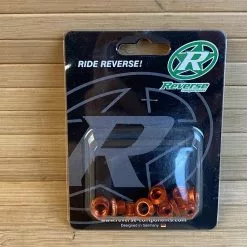 RIDE REVERSE!
R
Reverse
R
www.reverse-components.com
Designed in Germany